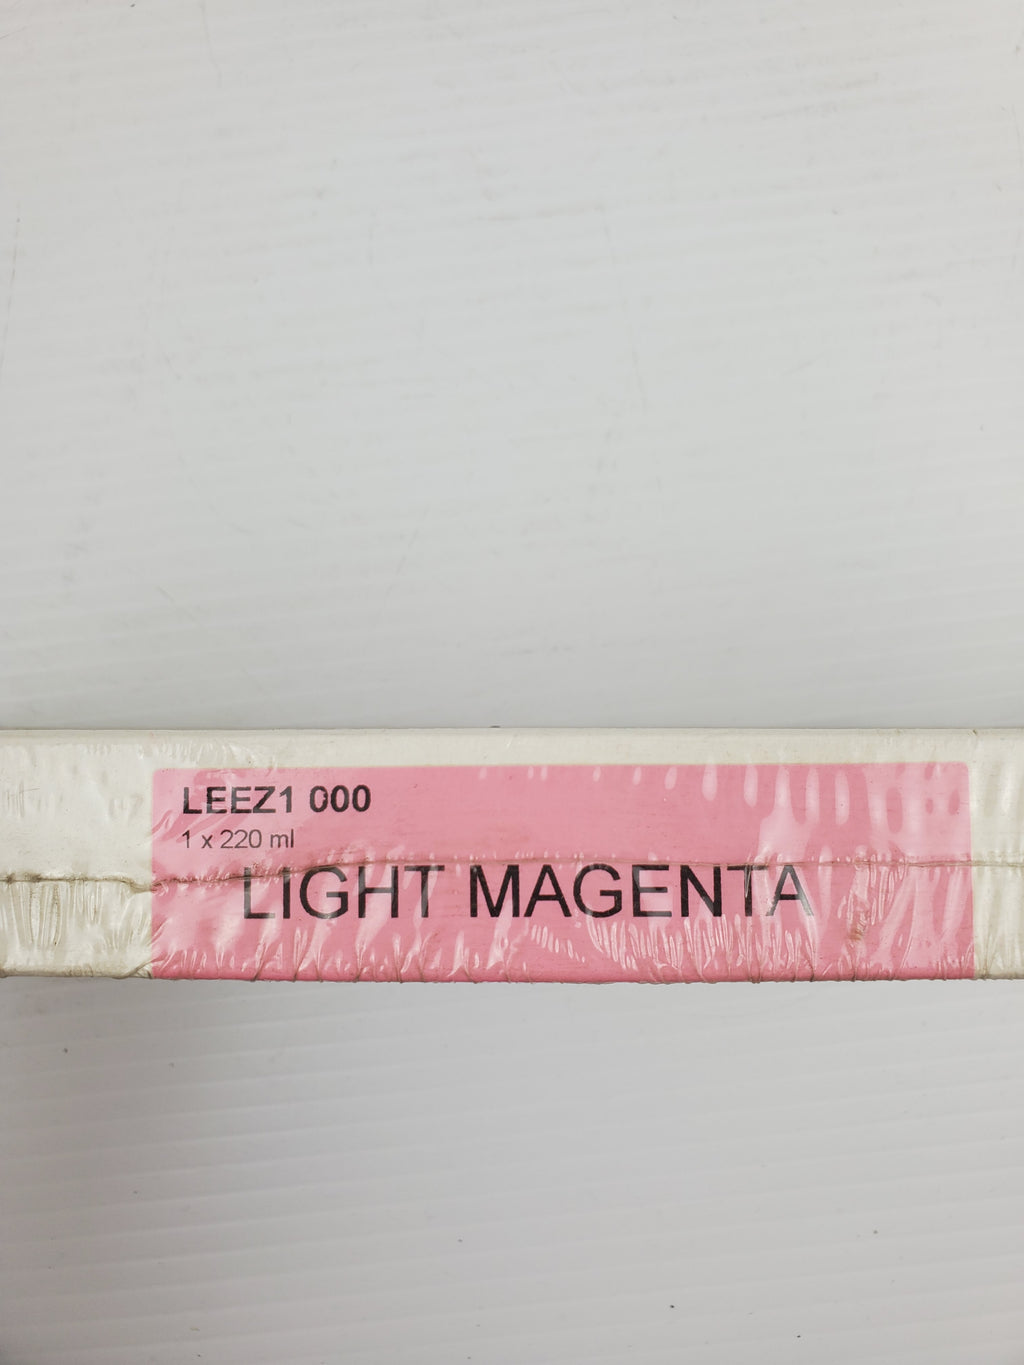 LEEZ1 000
1 x 220 ml
LIGHT MAGENTA